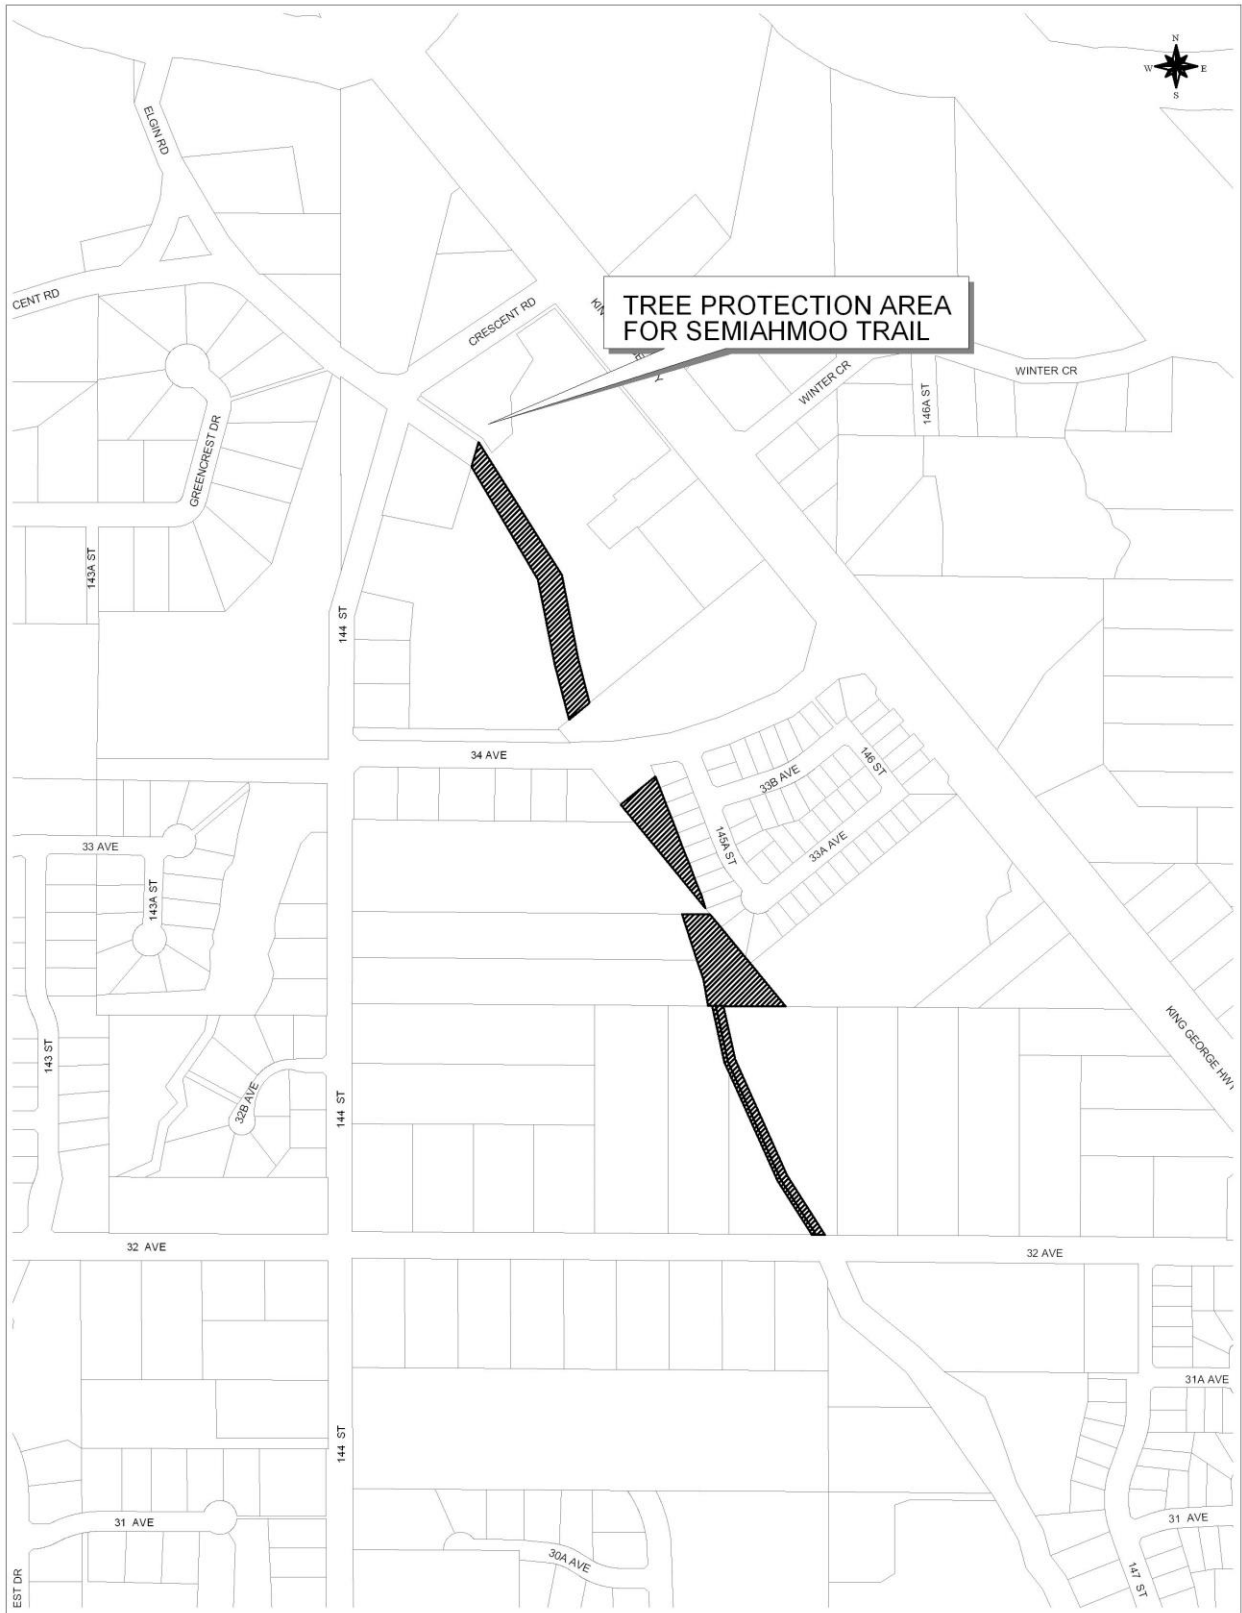 N
W E
S
ELGIN RD
CENT RD
CRESCENT RD
TREE PROTECTION AREA
FOR SEMIAHMOO TRAIL
WINTER CR
WINTER CR
146A ST
GREENCREST DR
143A ST
144 ST
34 AVE
33B AVE
146 ST
145A ST
33A AVE
33 AVE
143A ST
143 ST
32B AVE
144 ST
KING GEORGE HWY
32 AVE
32 AVE
31A AVE
144 ST
31 AVE
31 AVE
30A AVE
147 ST
EST DR